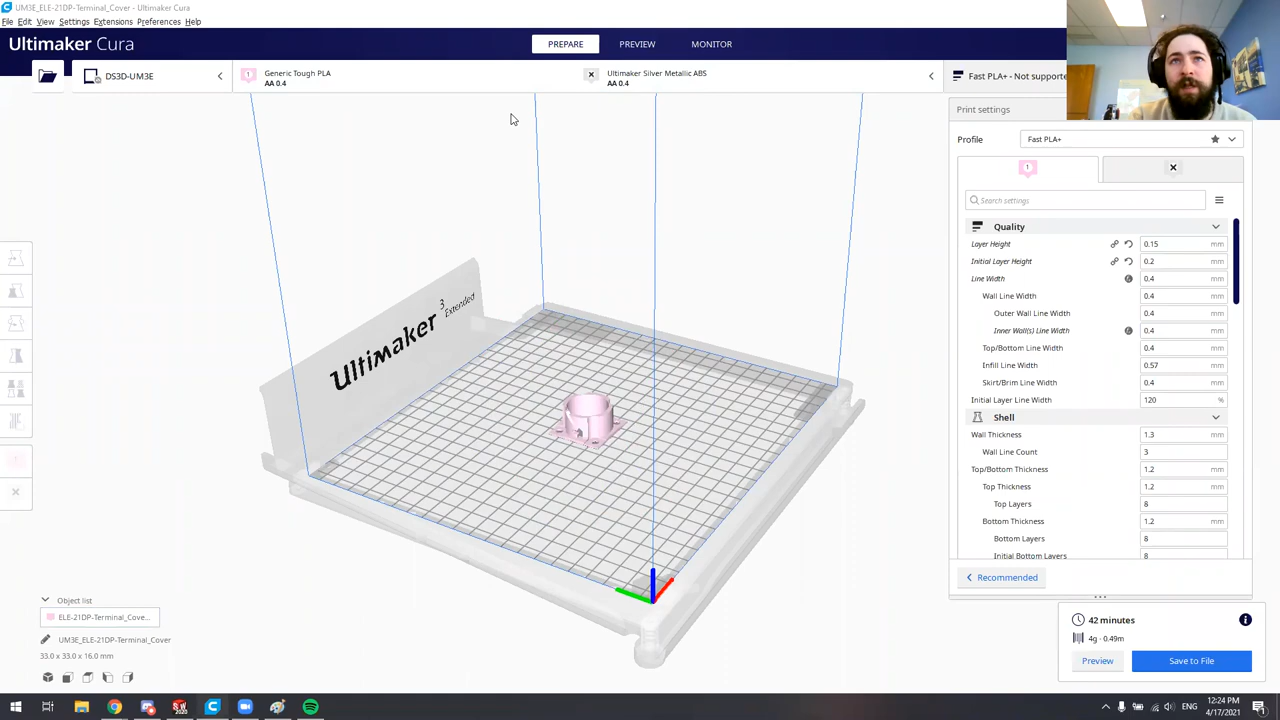 UM3E_ELE-21DP-Terminal_Cover - Ultimaker Cura
File Edit View Settings Extensions Preferences Help
Ultimaker Cura
PREPARE PREVIEW MONITOR
DS3D-UM3E
1 Generic Tough PLA
AA 0.4
Ultimaker Silver Metallic ABS
AA 0.4
Fast PLA+ - Not supporte
Print settings
Profile Fast PLA+
1
Search settings
Quality
Layer Height 0.15 mm
Initial Layer Height 0.2 mm
Line Width 0.4 mm
Wall Line Width 0.4 mm
Outer Wall Line Width 0.4 mm
Inner Wall(s) Line Width 0.4 mm
Top/Bottom Line Width 0.4 mm
Infill Line Width 0.57 mm
Skirt/Brim Line Width 0.4 mm
Initial Layer Line Width 120 %
Shell
Wall Thickness 1.3 mm
Wall Line Count 3
Top/Bottom Thickness 1.2 mm
Top Thickness 1.2 mm
Top Layers 8
Bottom Thickness 1.2 mm
Bottom Layers 8
Initial Bottom Layers 8
Recommended
Ultimaker 3 Extended
Object list
ELE-21DP-Terminal_Cove...
UM3E_ELE-21DP-Terminal_Cover
33.0 x 33.0 x 16.0 mm
42 minutes
4g · 0.49m
Preview Save to File
12:24 PM
4/17/2021